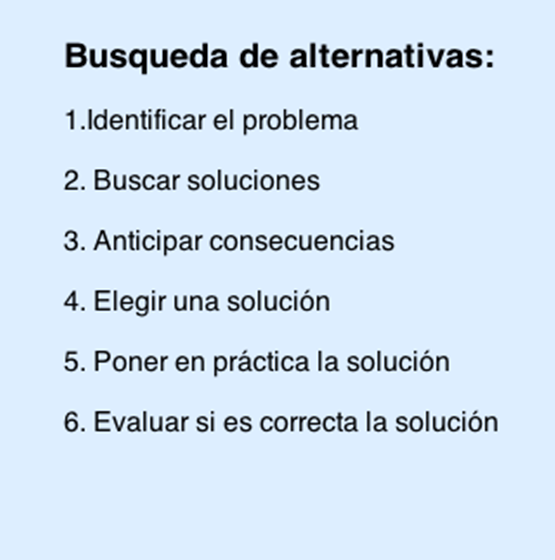 Busqueda de alternativas:
1.Identificar el problema
2. Buscar soluciones
3. Anticipar consecuencias
4. Elegir una solución
5. Poner en práctica la solución
6. Evaluar si es correcta la solución